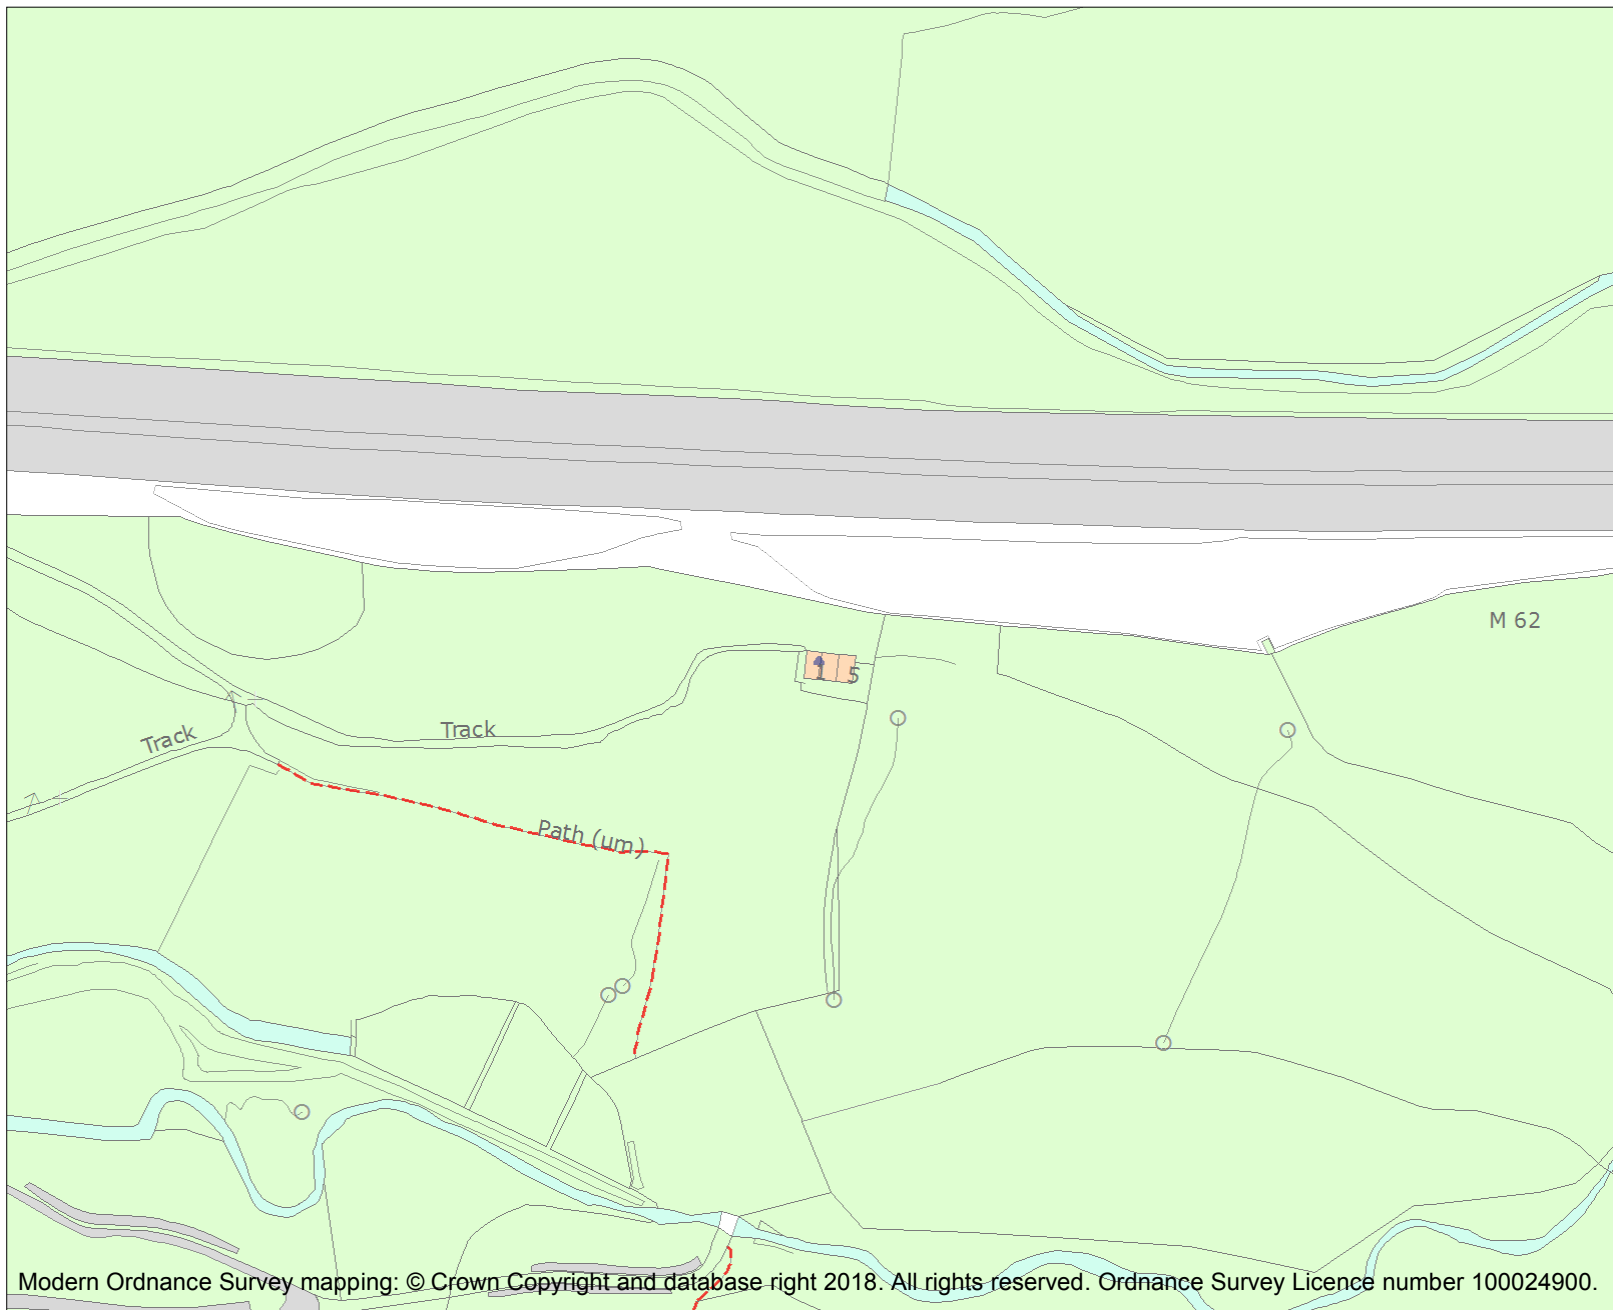 M 62
1 5
Track
Track
Path (um)
Modern Ordnance Survey mapping: © Crown Copyright and database right 2018. All rights reserved. Ordnance Survey Licence number 100024900.